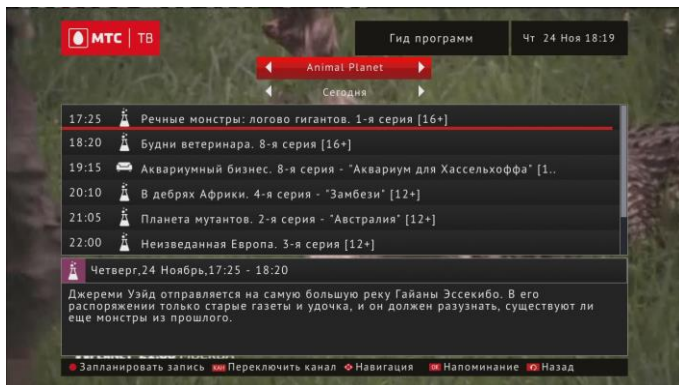 МТС | ТВ
Гид программ
Чт 24 Ноя 18:19
Animal Planet
Сегодня
17:25 Речные монстры: логово гигантов. 1-я серия [16+]
18:20 Будни ветеринара. 8-я серия [16+]
19:15 Аквариумный бизнес. 8-я серия - "Аквариум для Хассельхоффа" [1..
20:10 В дебрях Африки. 4-я серия - "Замбези" [12+]
21:05 Планета мутантов. 2-я серия - "Австралия" [12+]
22:00 Неизведанная Европа. 3-я серия [12+]
Четверг,24 Ноябрь,17:25 - 18:20
Джереми Уэйд отправляется на самую большую реку Гайаны Эссекибо. В его
распоряжении только старые газеты и удочка, и он должен разузнать, существуют ли
еще монстры из прошлого.
Запланировать запись КАН Переключить канал Навигация ОК Напоминание Назад